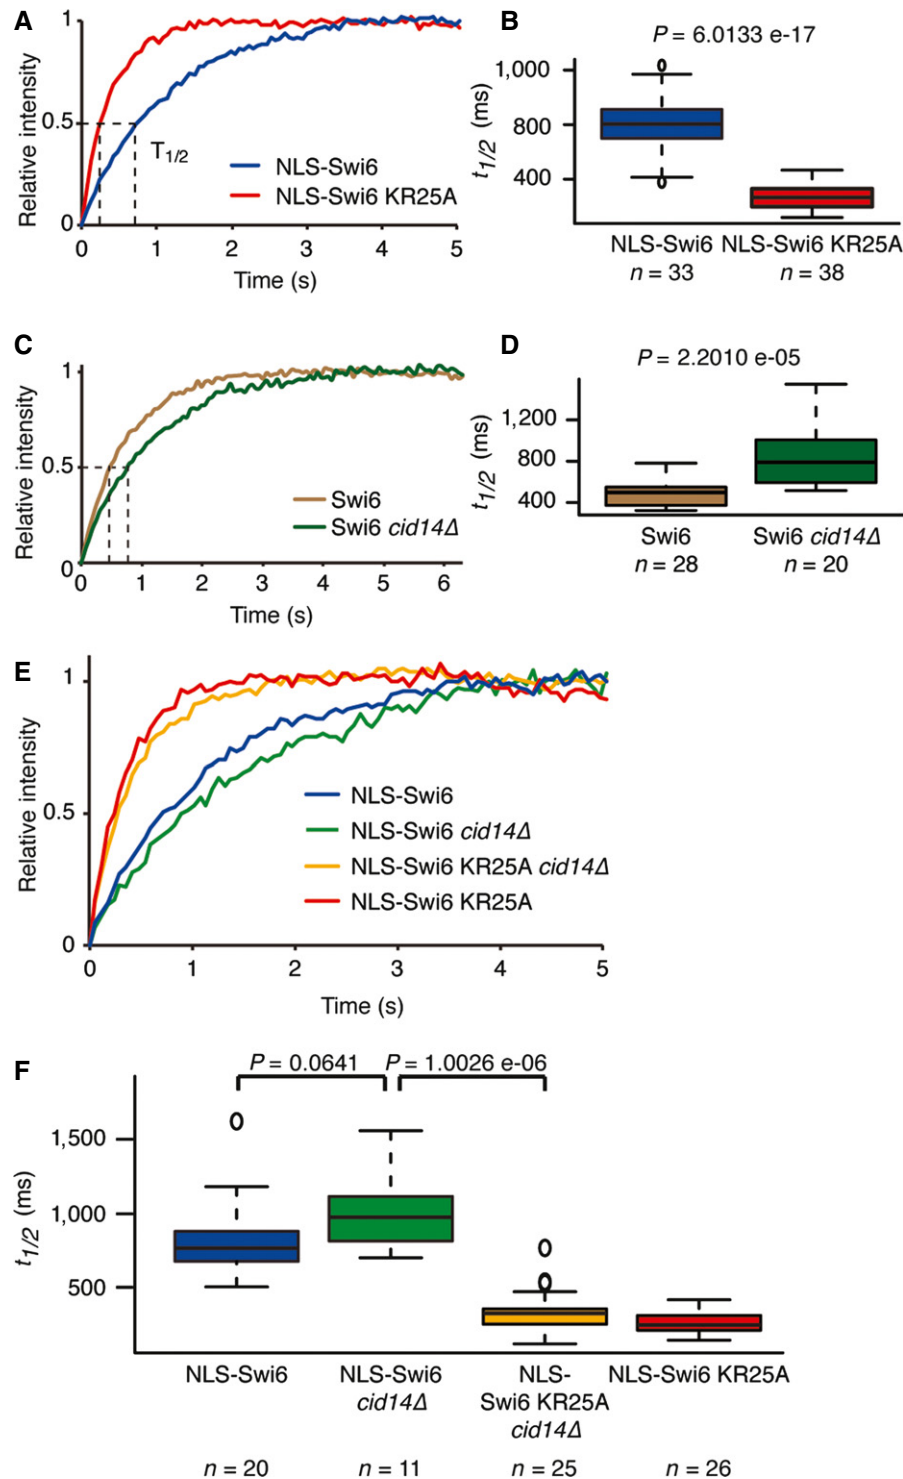 A
Relative intensity
1
0.5
0
T1/2
NLS-Swi6
NLS-Swi6 KR25A
0 1 2 3 4 5
Time (s)
B
P = 6.0133 e-17
t1/2 (ms)
1,000
800
400
NLS-Swi6 NLS-Swi6 KR25A
n = 33 n = 38
C
Relative intensity
1
0.5
0
Swi6
Swi6 cid14Δ
0 1 2 3 4 5 6
Time (s)
D
P = 2.2010 e-05
t1/2 (ms)
1,200
800
400
Swi6 Swi6 cid14Δ
n = 28 n = 20
E
Relative intensity
1
0.5
0
NLS-Swi6
NLS-Swi6 cid14Δ
NLS-Swi6 KR25A cid14Δ
NLS-Swi6 KR25A
0 1 2 3 4 5
Time (s)
F
P = 0.0641 P = 1.0026 e-06
t1/2 (ms)
1,500
1,000
500
NLS-Swi6 NLS-Swi6 NLS- NLS-Swi6 KR25A
cid14Δ Swi6 KR25A
cid14Δ
n = 20 n = 11 n = 25 n = 26